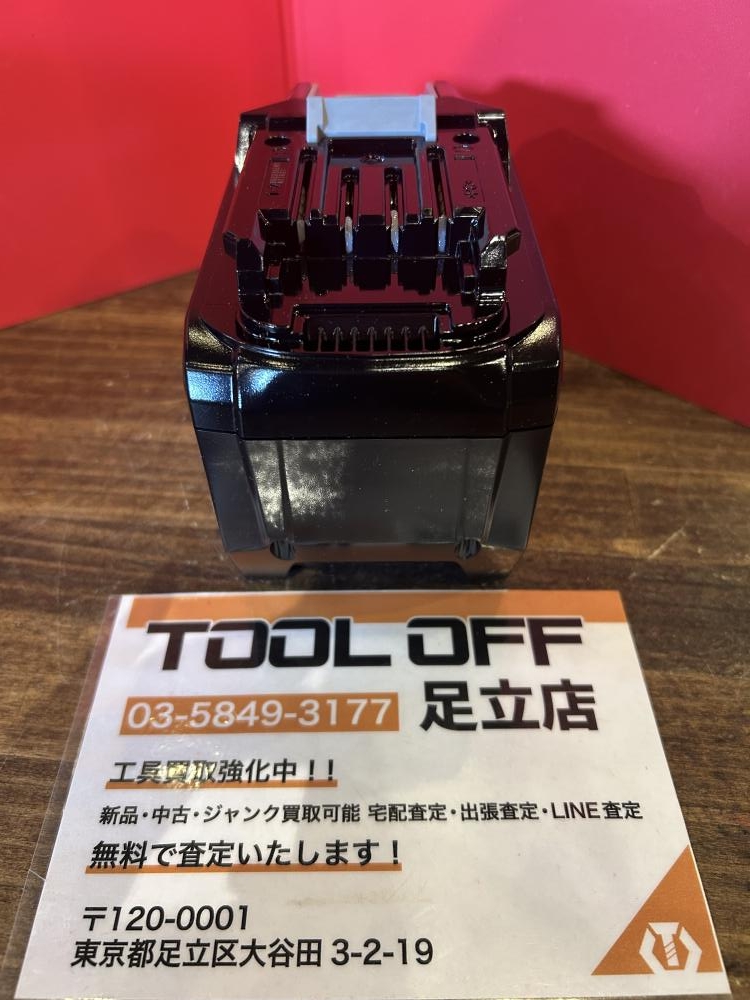 TOOL OFF
03-5849-3177 足立店
工具買取強化中!!
新品・中古・ジャンク買取可能 宅配査定・出張査定・LINE査定
無料で査定いたします!
〒120-0001
東京都足立区大谷田 3-2-19